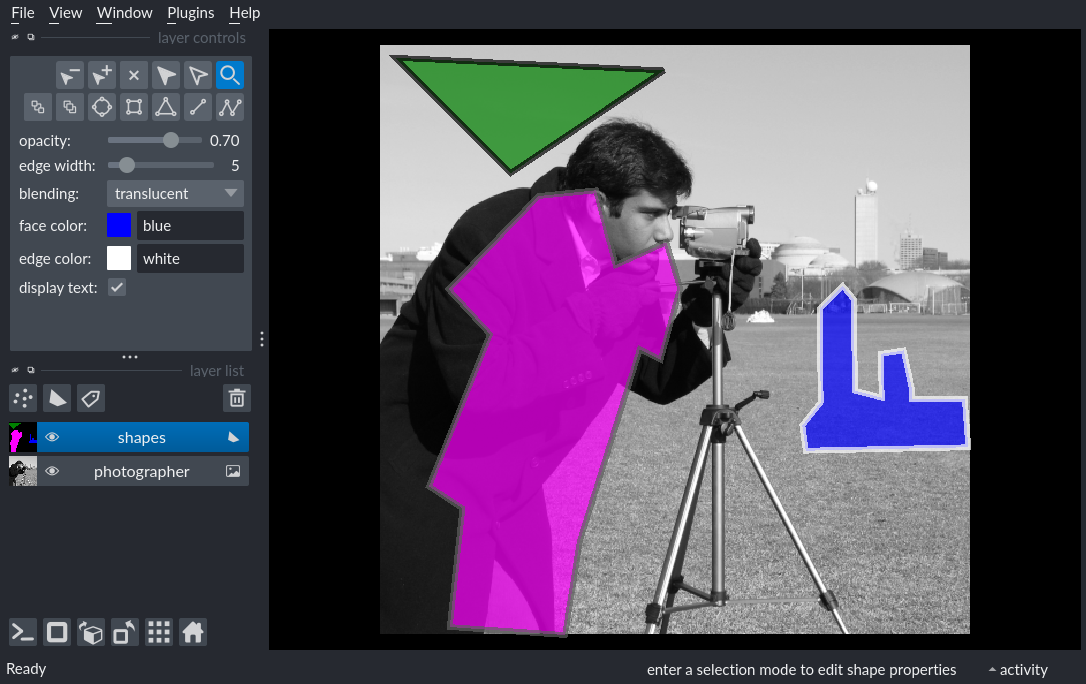 File View Window Plugins Help
layer controls
opacity: 0.70
edge width: 5
blending: translucent
face color: blue
edge color: white
display text:
layer list
shapes
photographer
Ready enter a selection mode to edit shape properties activity